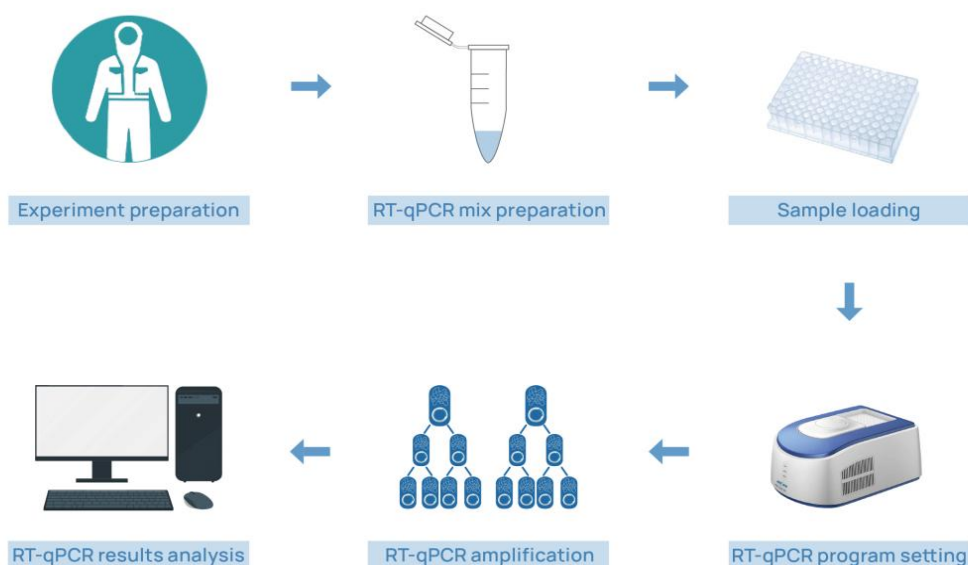 Experiment preparation
RT-qPCR mix preparation
Sample loading
RT-qPCR results analysis
RT-qPCR amplification
RT-qPCR program setting